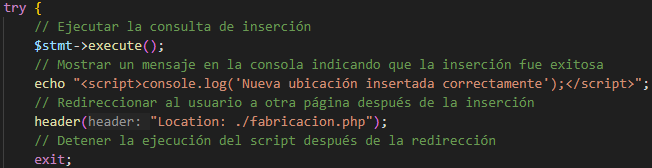 try {
// Ejecutar la consulta de inserción
$stmt->execute();
// Mostrar un mensaje en la consola indicando que la inserción fue exitosa
echo "<script>console.log('Nueva ubicación insertada correctamente');</script>";
// Redireccionar al usuario a otra página después de la inserción
header(header: "Location: ./fabricacion.php");
// Detener la ejecución del script después de la redirección
exit;